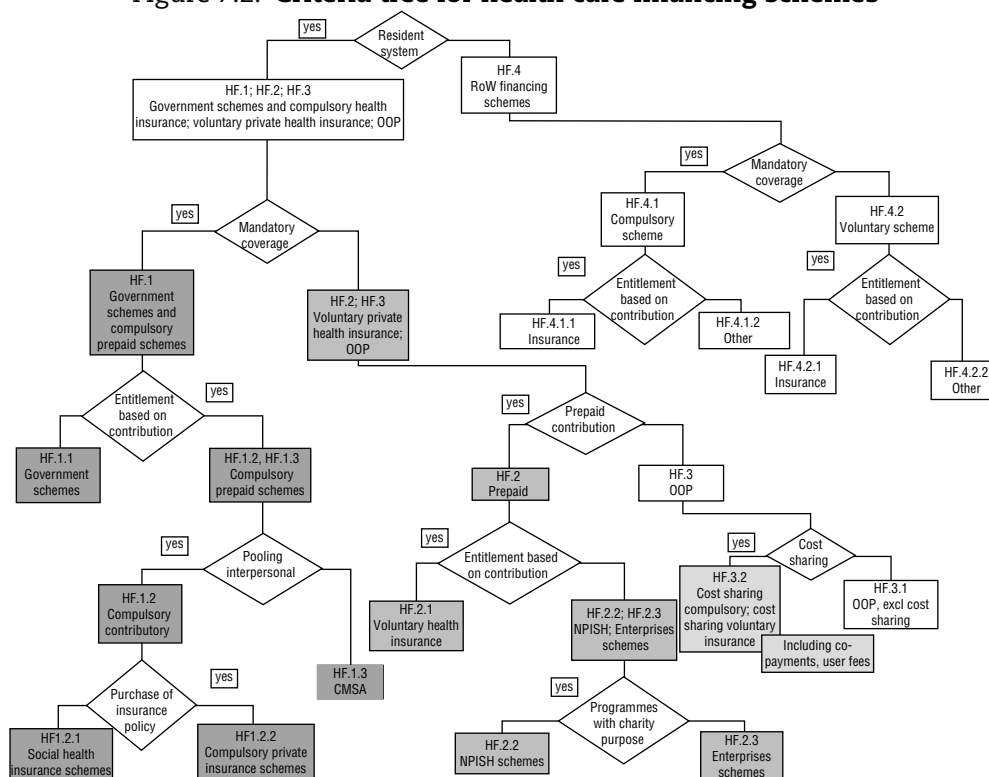 Figure 7.2. Criteria tree for health care financing schemes
yes
Resident
system
HF.1; HF.2; HF.3
Government schemes and compulsory health
insurance; voluntary private health insurance; OOP
HF.4
RoW financing
schemes
yes
Mandatory
coverage
HF.4.1
Compulsory
scheme
HF.4.2
Voluntary scheme
yes
Mandatory
coverage
yes
Entitlement
based on
contribution
yes
Entitlement
based on
contribution
HF.1
Government
schemes and
compulsory
prepaid schemes
HF.2; HF.3
Voluntary private
health insurance;
OOP
HF.4.1.1
Insurance
HF.4.1.2
Other
HF.4.2.1
Insurance
HF.4.2.2
Other
Entitlement
based on
contribution
yes
yes
Prepaid
contribution
HF.1.1
Government
schemes
HF.1.2, HF.1.3
Compulsory
prepaid schemes
HF.2
Prepaid
HF.3
OOP
yes
Pooling
interpersonal
yes
Entitlement based
on contribution
yes
Cost
sharing
HF.1.2
Compulsory
contributory
HF.1.3
CMSA
HF.2.1
Voluntary health
insurance
HF.2.2; HF.2.3
NPISH; Enterprises
schemes
HF.3.2
Cost sharing
compulsory; cost
sharing voluntary
insurance
HF.3.1
OOP, excl cost
sharing
Including co-
payments, user fees
Purchase of
insurance
policy
yes
yes
Programmes
with charity
purpose
HF1.2.1
Social health
insurance schemes
HF1.2.2
Compulsory private
insurance schemes
HF.2.2
NPISH schemes
HF.2.3
Enterprises
schemes